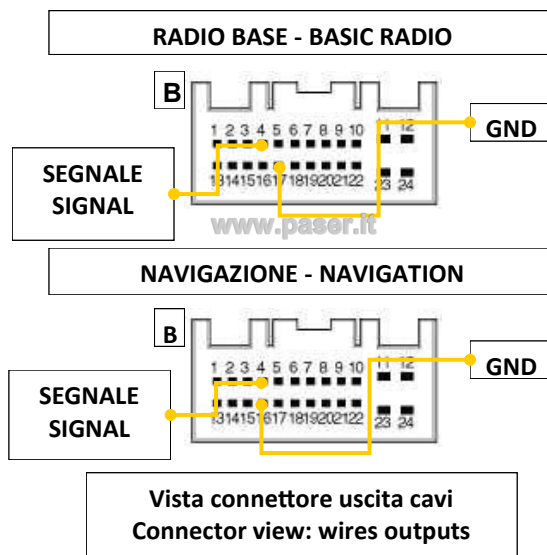 RADIO BASE - BASIC RADIO
B
1 2 3 4 5 6 7 8 9 10 11 12
GND
SEGNALE
SIGNAL
13 14 15 16 17 18 19 20 21 22 23 24
www.paser.it
NAVIGAZIONE - NAVIGATION
B
1 2 3 4 5 6 7 8 9 10 11 12
GND
SEGNALE
SIGNAL
13 14 15 16 17 18 19 20 21 22 23 24
Vista connettore uscita cavi
Connector view: wires outputs